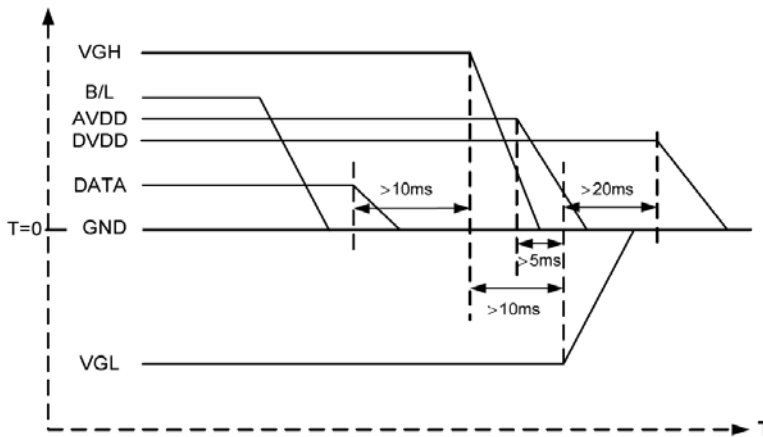 VGH
B/L
AVDD
DVDD
DATA
>10ms
>20ms
T=0
GND
>5ms
>10ms
VGL
T